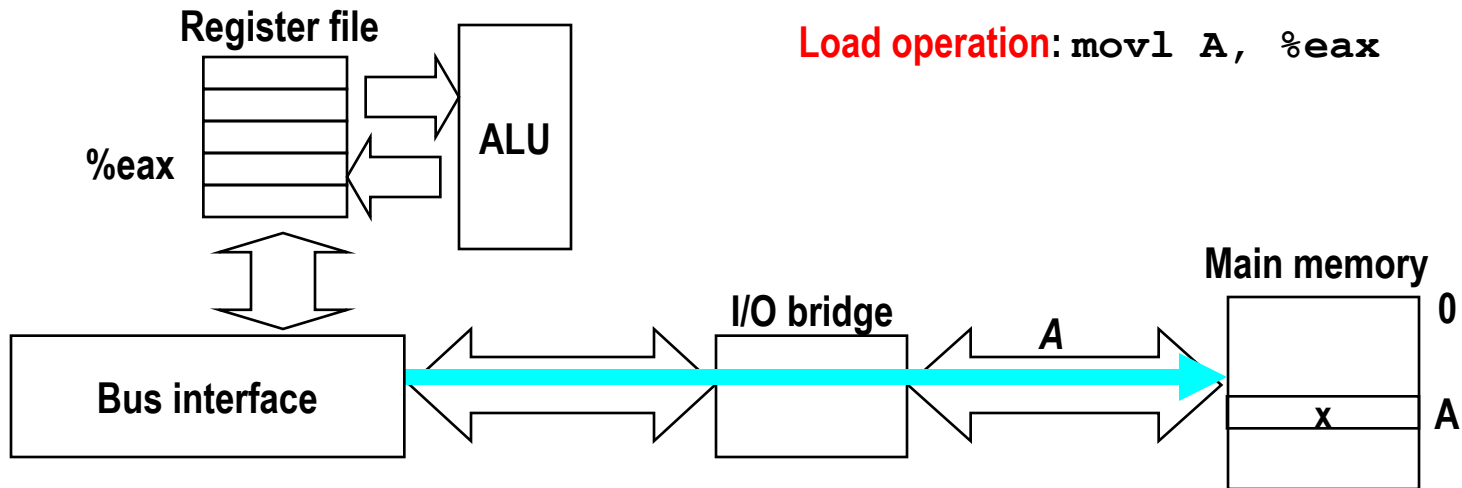 Register file
Load operation: movl A, %eax
ALU
%eax
Main memory
I/O bridge
0
A
Bus interface
x
A